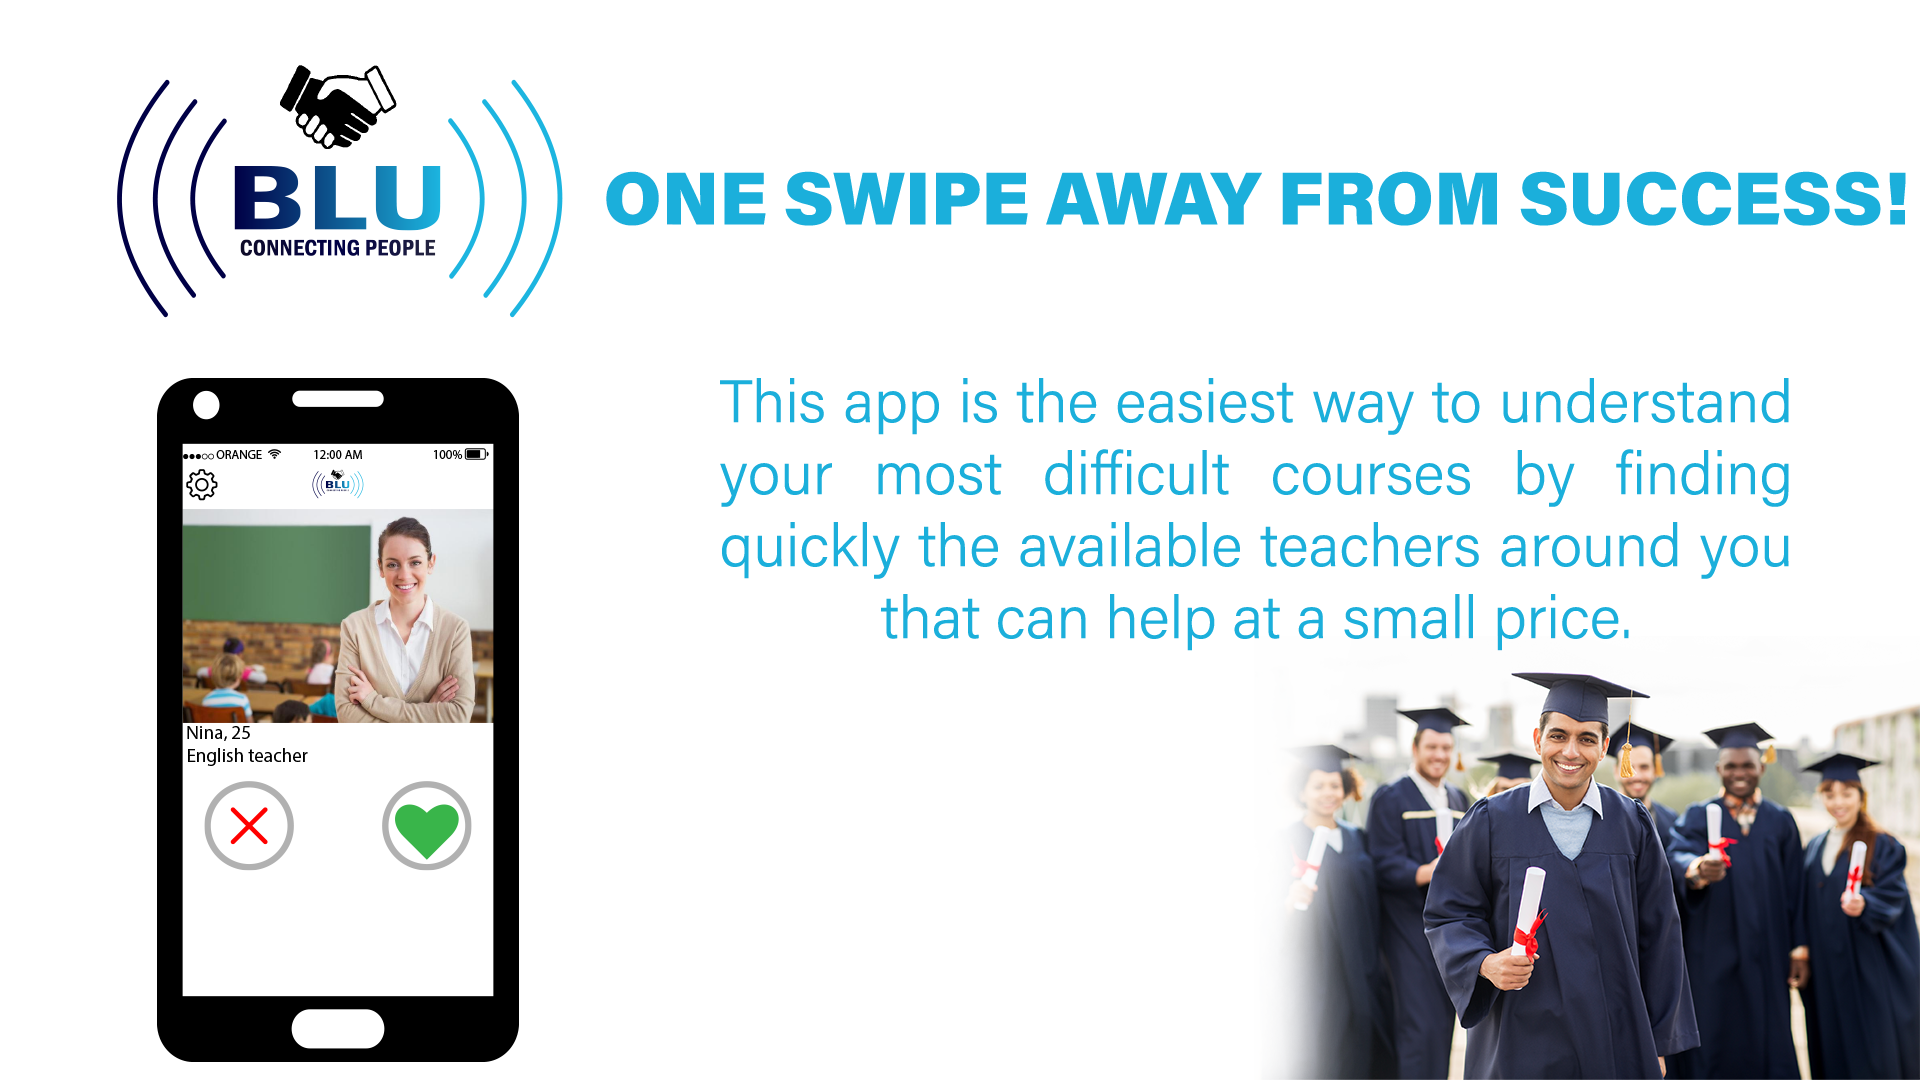 BLU
CONNECTING PEOPLE
ONE SWIPE AWAY FROM SUCCESS!
This app is the easiest way to understand
your most difficult courses by finding
quickly the available teachers around you
that can help at a small price.
ORANGE 12:00 AM 100%
BLU
Nina, 25
English teacher